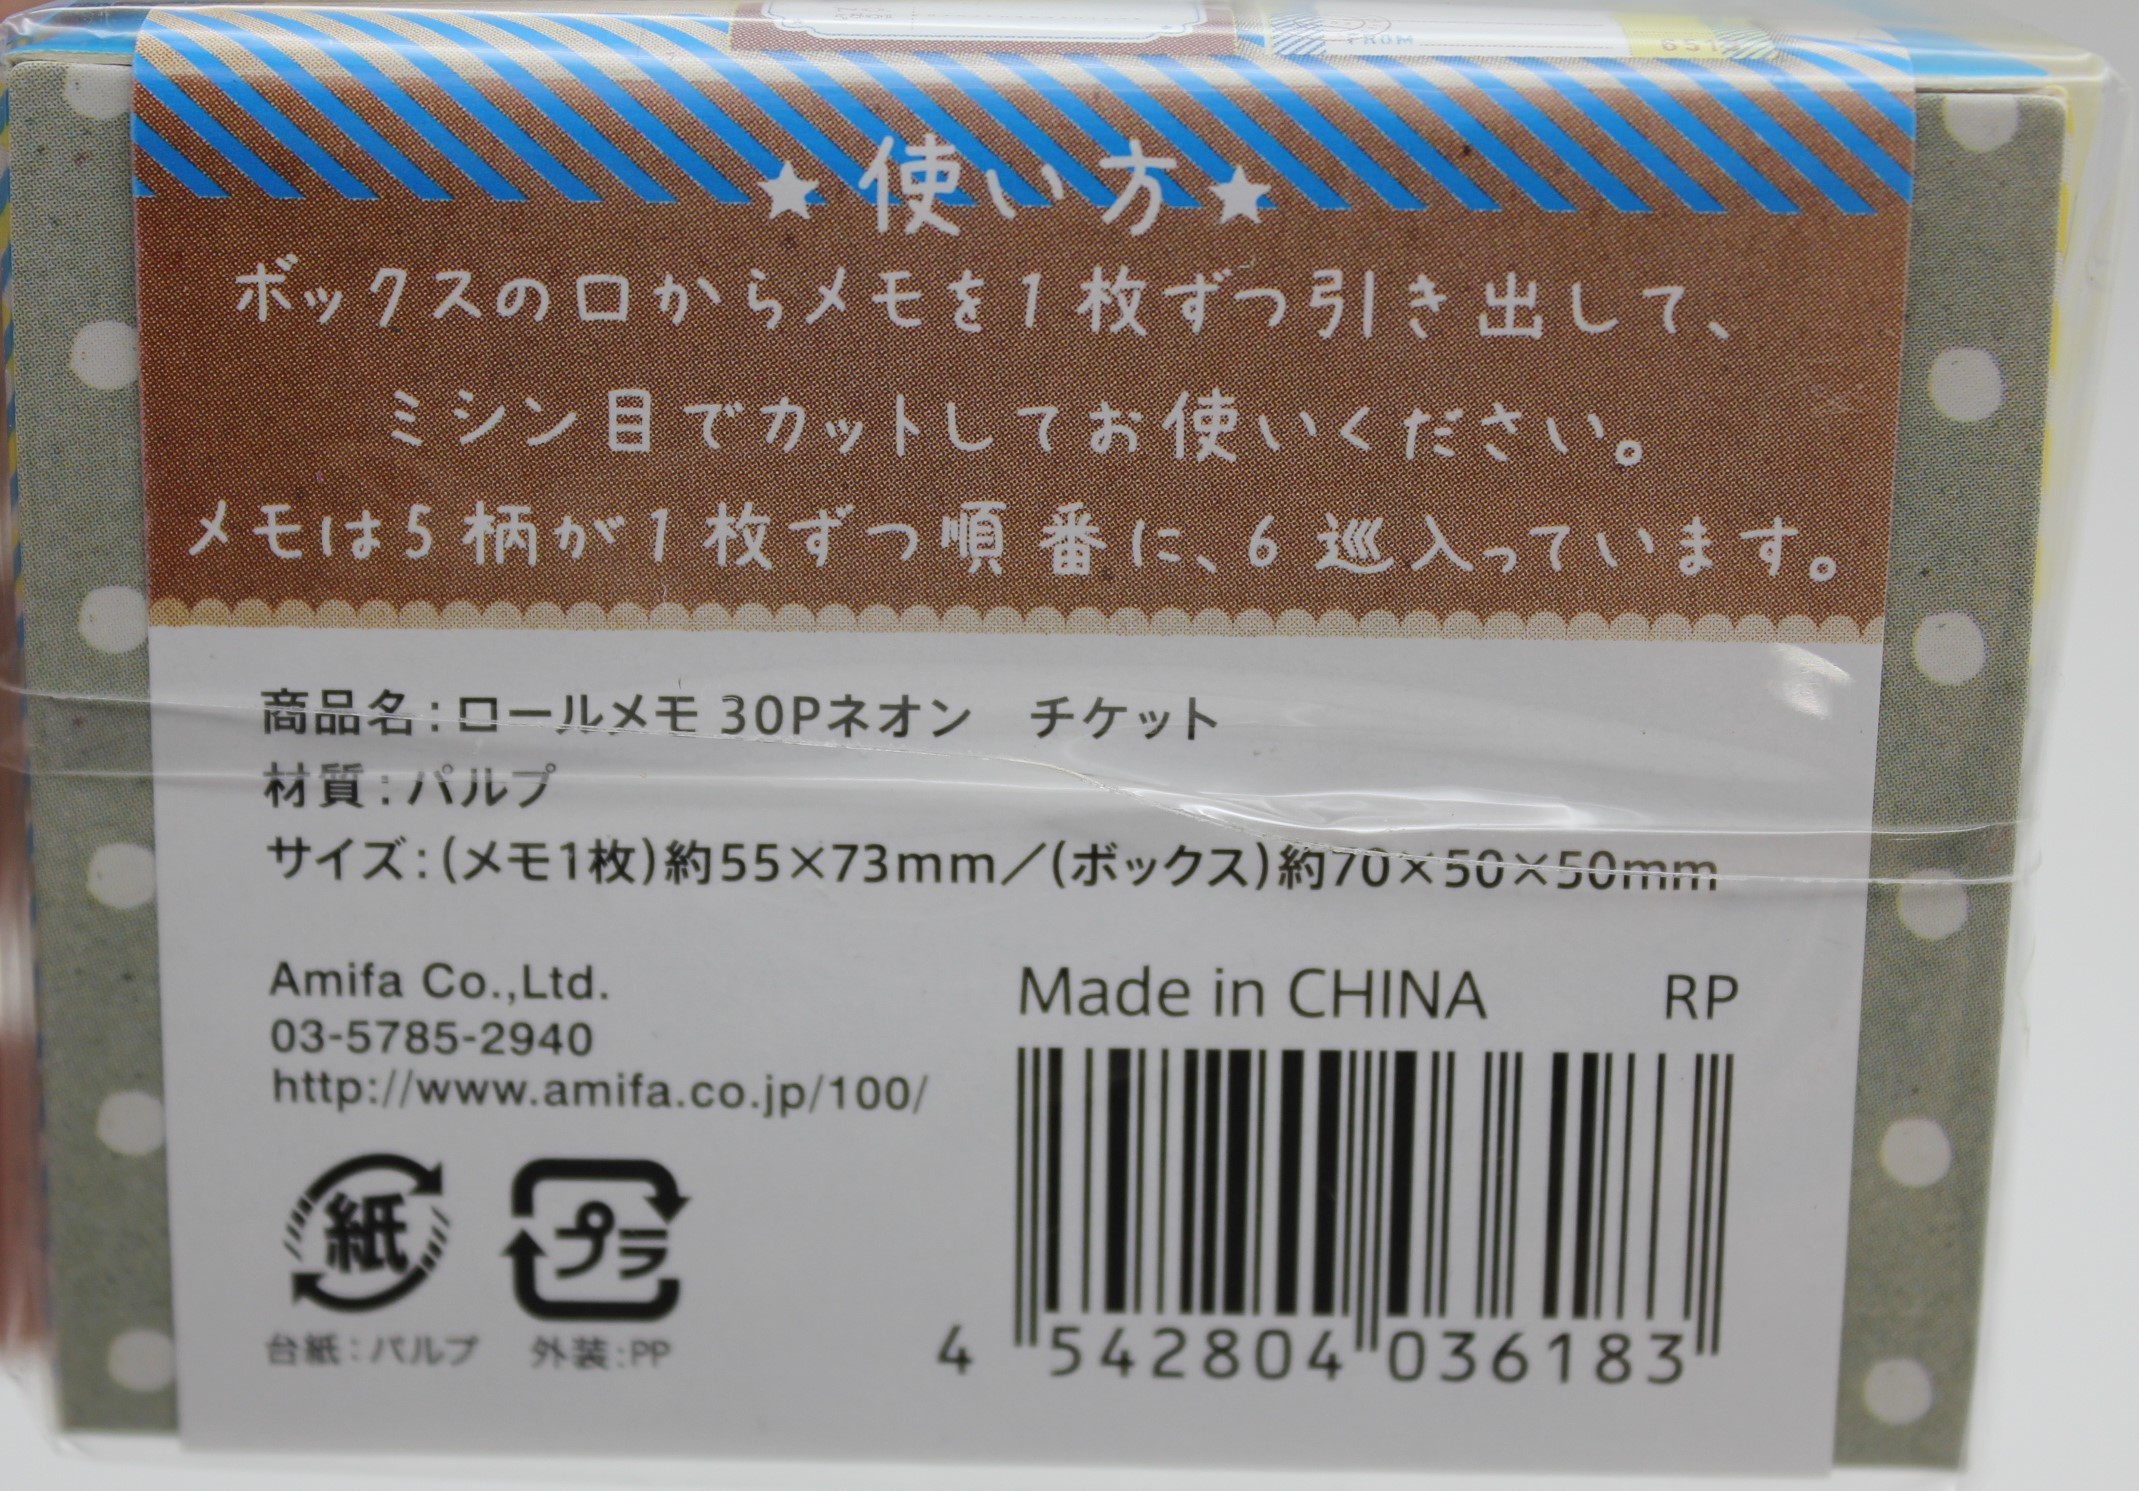 FROM
★使い方★
ボックスの口からメモを1枚ずつ引き出して、
ミシン目でカットしてお使いください。
メモは5柄が1枚ずつ順番に、6巡入っています。
商品名:ロールメモ 30Pネオン　チケット
材質:パルプ
サイズ:(メモ1枚)約55×73mm/(ボックス)約70×50×50mm
Amifa Co.,Ltd.
03-5785-2940
http://www.amifa.co.jp/100/
Made in CHINA RP
紙
プラ
台紙:パルプ 外装:PP
4 542804 036183